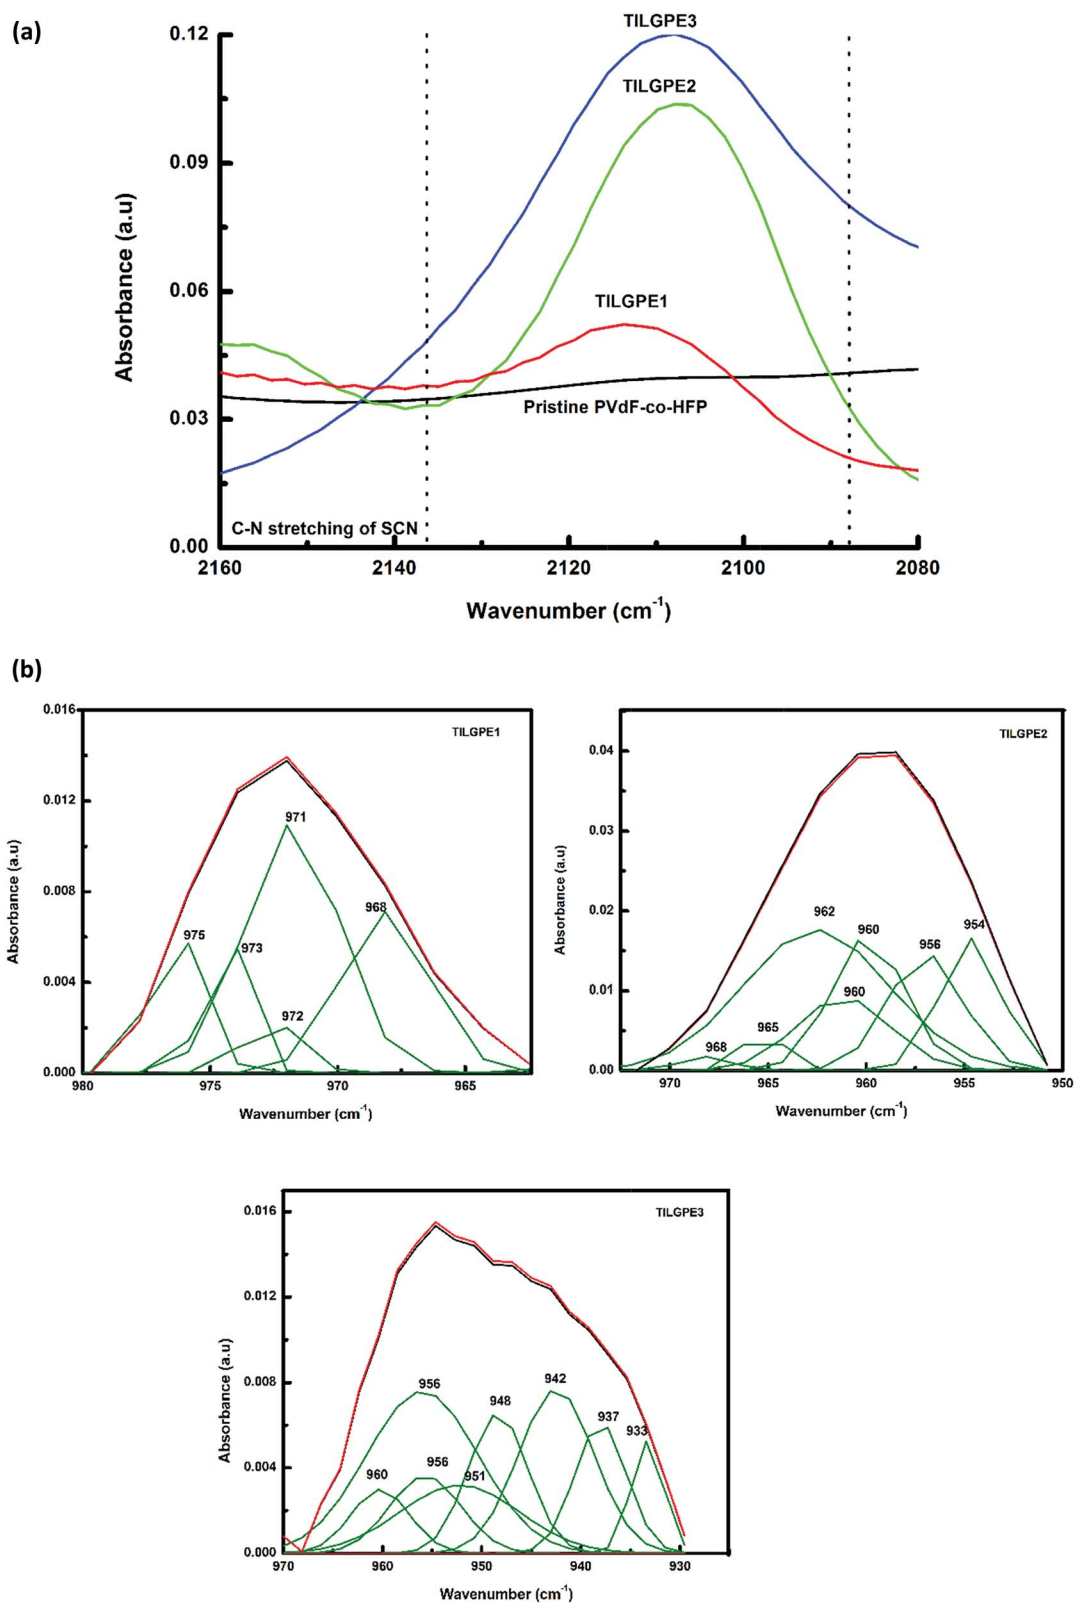 (a)
TILGPE3
0.12
TILGPE2
0.09
Absorbance (a.u)
0.06
TILGPE1
Pristine PVdF-co-HFP
0.03
C-N stretching of SCN
0.00
2160 2140 2120 2100 2080
Wavenumber (cm⁻¹)
(b)
0.016
TILGPE1
0.012
971
968
0.008
975
973
0.004
972
0.000
980 975 970 965
Absorbance (a.u)
Wavenumber (cm⁻¹)
TILGPE2
0.04
0.03
0.02
962
960
954
956
0.01
960
965
968
0.00
970 965 960 955 950
Absorbance (a.u)
Wavenumber (cm⁻¹)
TILGPE3
0.016
0.012
0.008
956
942
948
937
933
0.004
960
956
951
0.000
970 960 950 940 930
Absorbance (a.u)
Wavenumber (cm⁻¹)